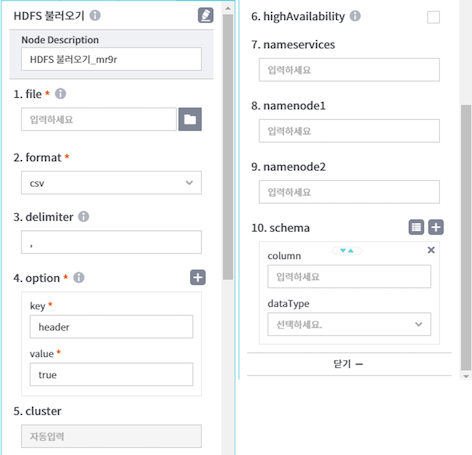 HDFS 불러오기
Node Description
HDFS 불러오기_mr9r
1. file *
입력하세요
2. format *
csv
3. delimiter
,
4. option *
key *
header
value *
true
5. cluster
자동입력
6. highAvailability
7. nameservices
입력하세요
8. namenode1
입력하세요
9. namenode2
입력하세요
10. schema
column
입력하세요
dataType
선택하세요.
닫기